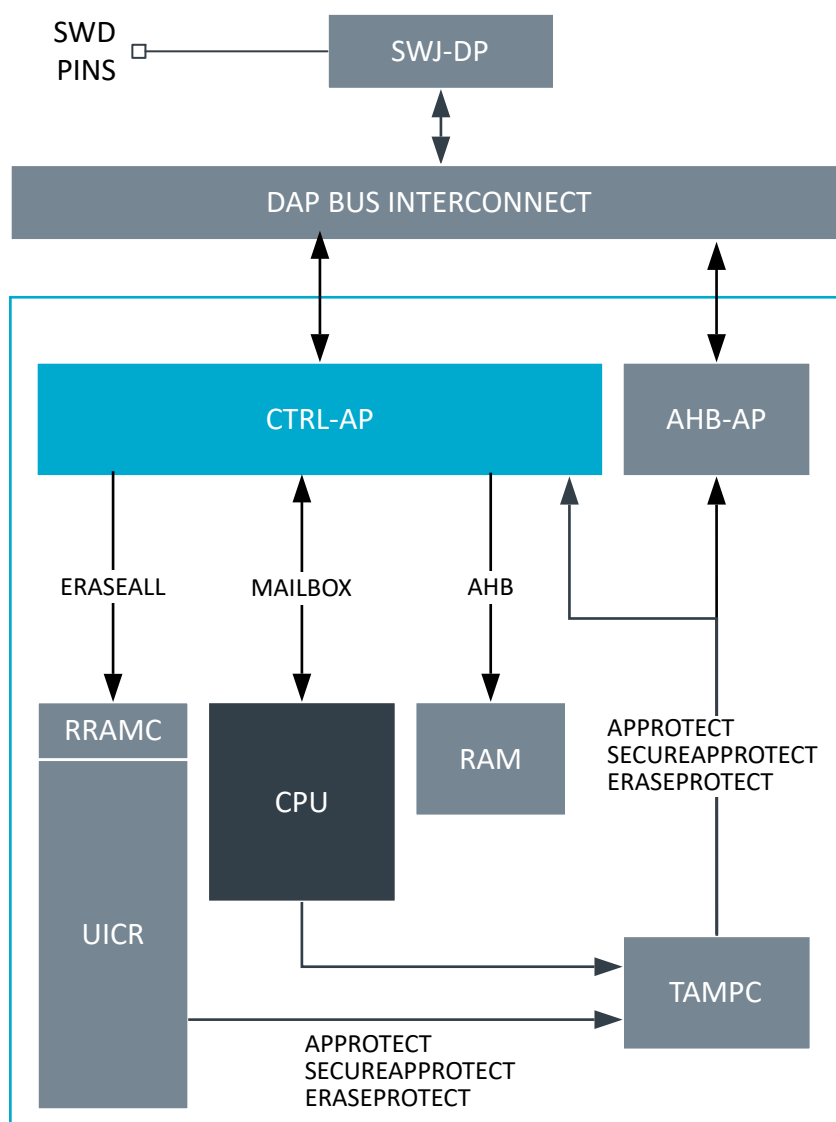 SWD
PINS
SWJ-DP
DAP BUS INTERCONNECT
CTRL-AP
AHB-AP
ERASEALL
MAILBOX
AHB
RRAMC
UICR
CPU
RAM
APPROTECT
SECUREAPPROTECT
ERASEPROTECT
TAMPC
APPROTECT
SECUREAPPROTECT
ERASEPROTECT